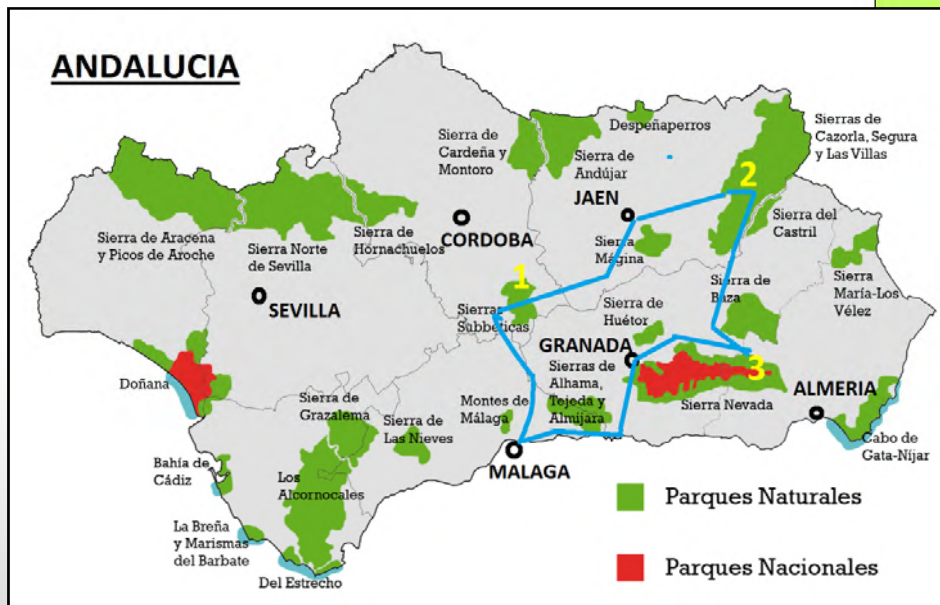 ANDALUCIA
Despeñaperros
Sierras de
Cazorla, Segura
y Las Villas
Sierra de
Cardeña y
Montoro
Sierra de
Andújar
2
JAEN
Sierra de Aracena
y Picos de Aroche
Sierra Norte
de Sevilla
Sierra de
Hornachuelos
CORDOBA
Sierra
Mágina
Sierra del
Castril
1
Sierra
María-Los
Vélez
SEVILLA
Sierras
Subbéticas
Sierra de
Huétor
Sierra de
Baza
GRANADA
Doñana
Sierras de
Alhama,
Tejeda y
Almijara
3
ALMERIA
Sierra de
Grazalema
Sierra de
Las Nieves
Montes de
Málaga
Sierra Nevada
Cabo de
Gata-Níjar
Bahía de
Cádiz
Los
Alcornocales
MALAGA
La Breña
y Marismas
del Barbate
Del Estrecho
Parques Naturales
Parques Nacionales